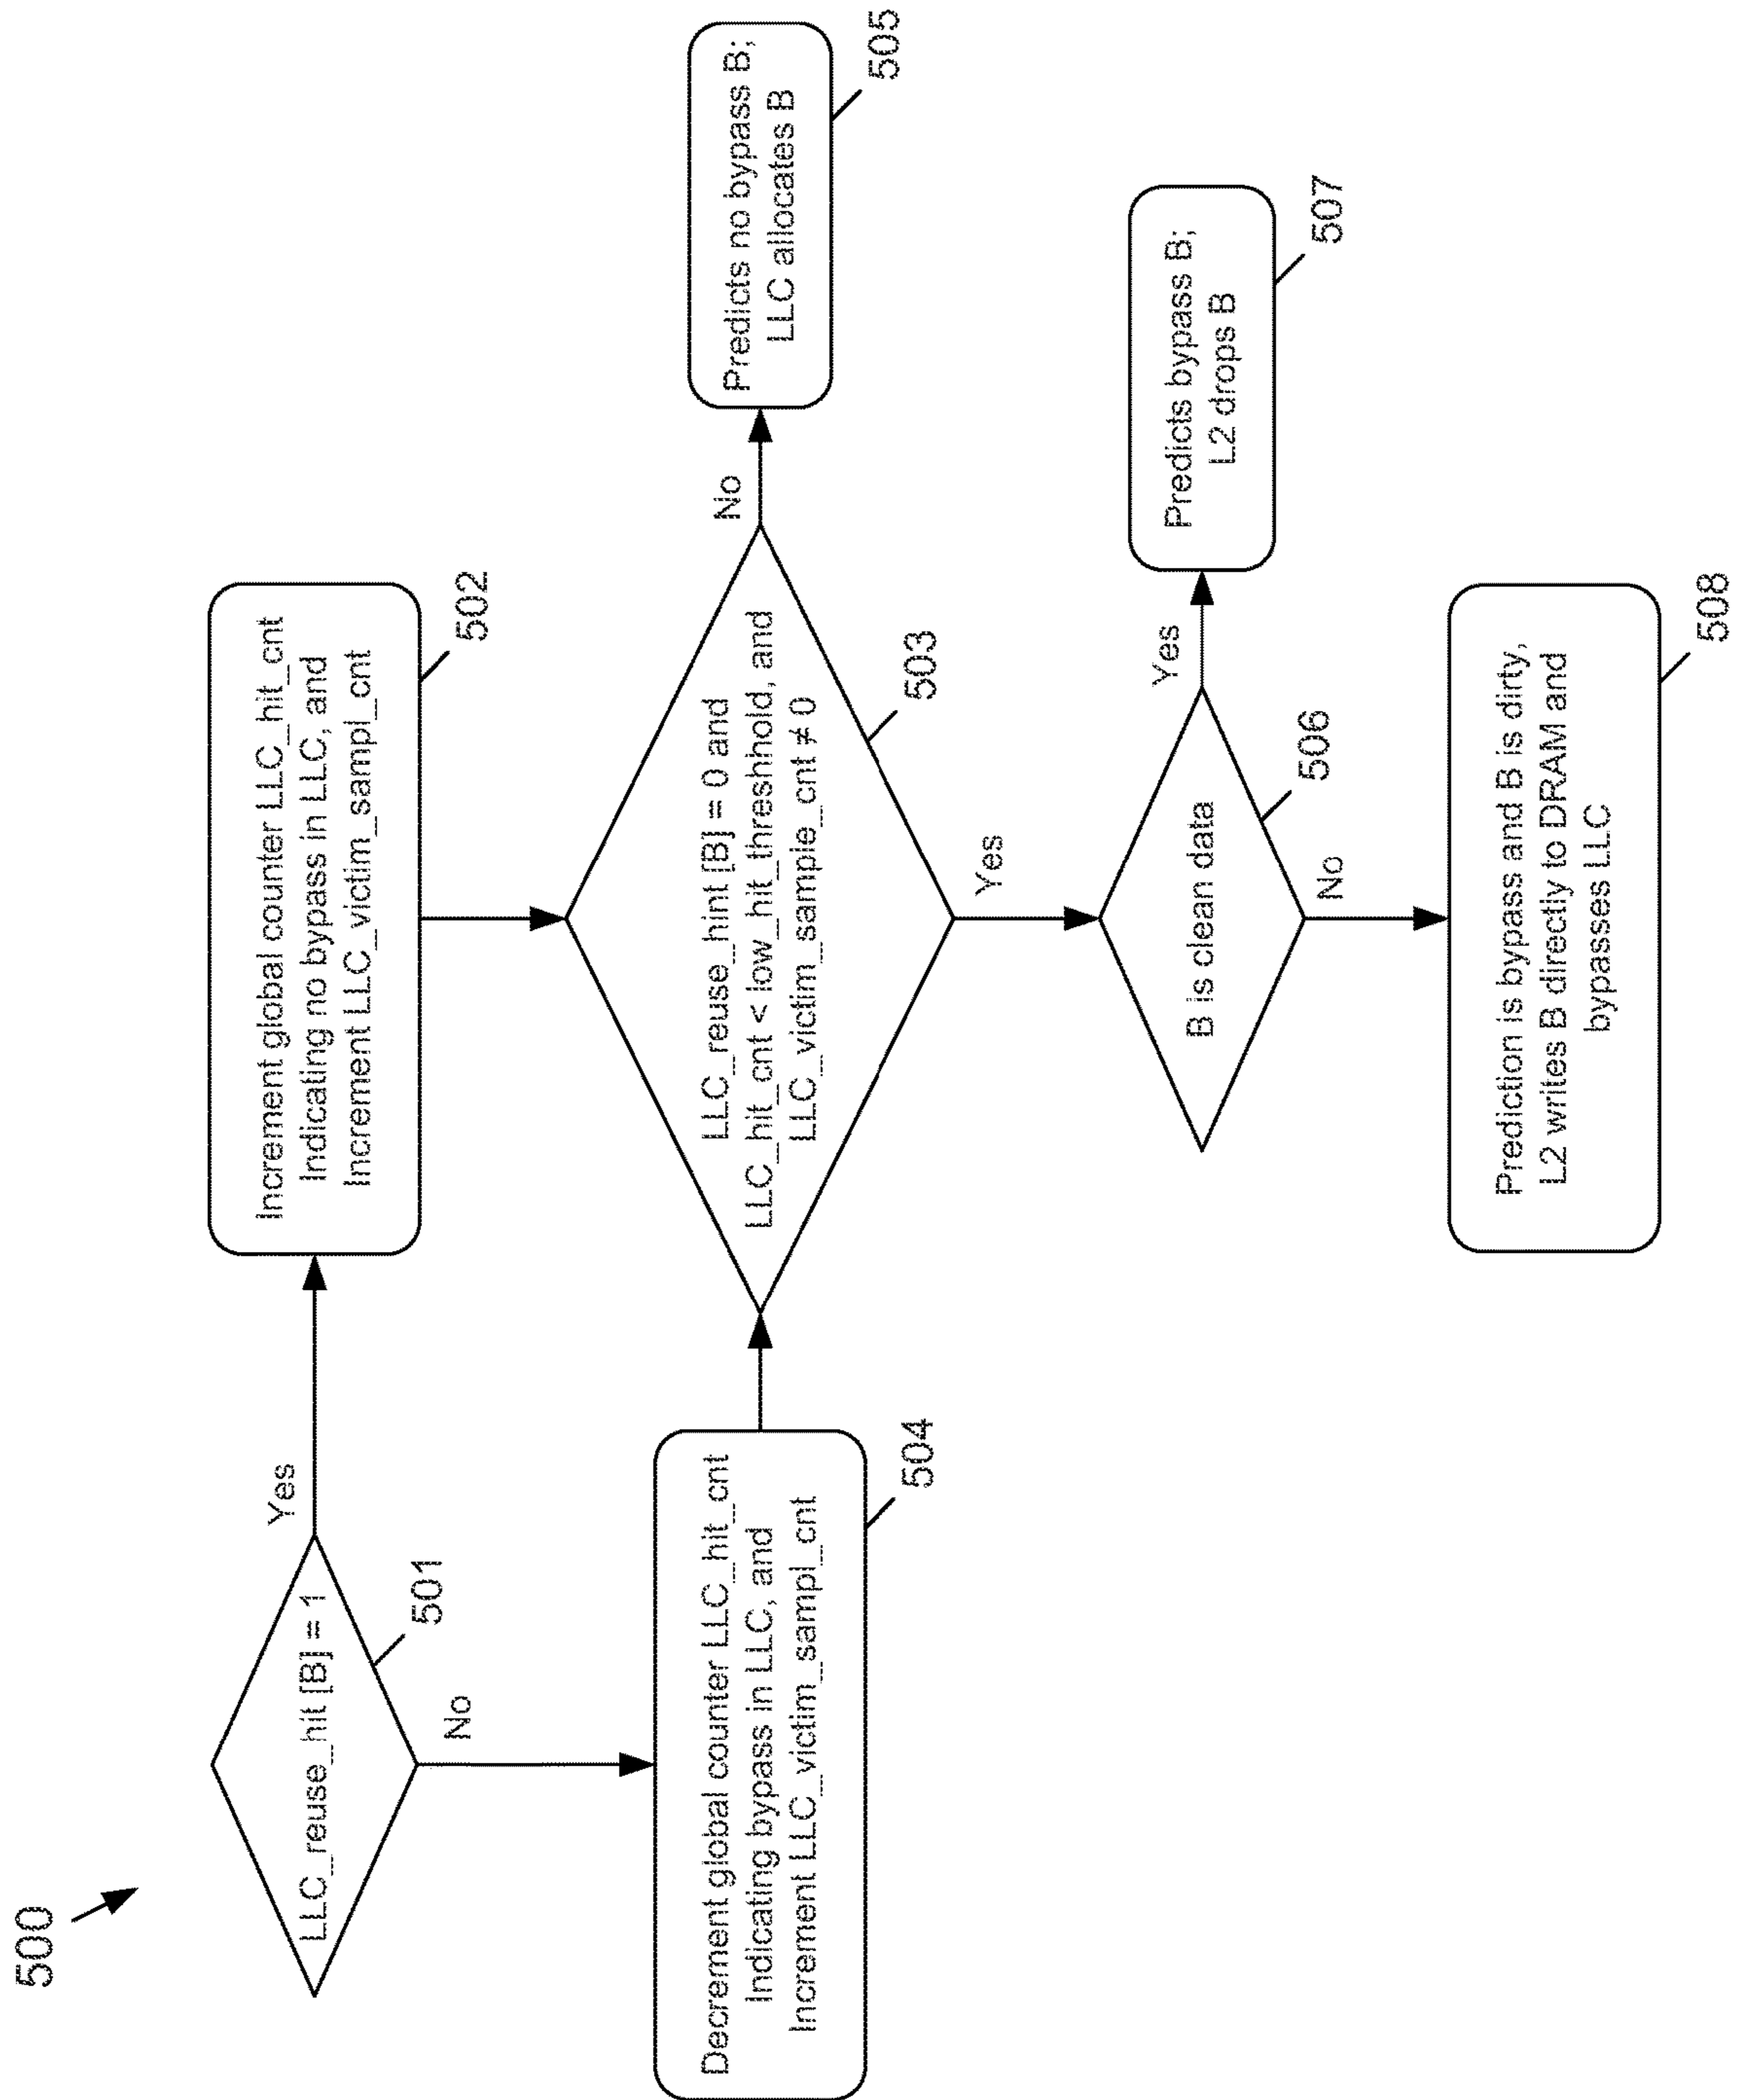 500
LLC_reuse_hit [B] = 1
501
Yes
No
Increment global counter LLC_hit_cnt
Indicating no bypass in LLC, and
Increment LLC_victim_sampl_cnt
502
Decrement global counter LLC_hit_cnt
Indicating bypass in LLC, and
Increment LLC_victim_sampl_cnt
504
LLC_reuse_hint [B] = 0 and
LLC_hit_cnt < low_hit_threshhold, and
LLC_victim_sample_cnt ≠ 0
503
No
Yes
Predicts no bypass B;
LLC allocates B
505
B is clean data
506
Yes
No
Predicts bypass B;
L2 drops B
507
Prediction is bypass and B is dirty,
L2 writes B directly to DRAM and
bypasses LLC
508